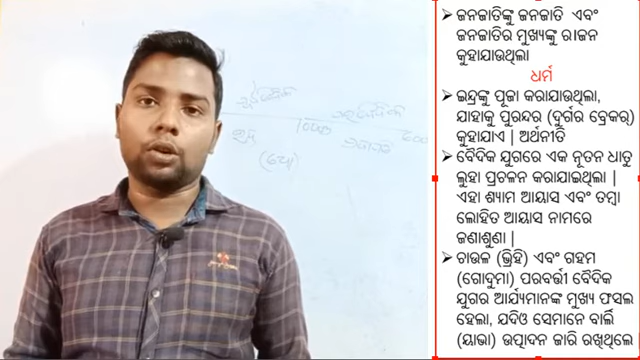 ଜନଜାତିଙ୍କୁ ଜନଜାତି ଏବଂ
ଜନଜାତିର ମୁଖ୍ୟଙ୍କୁ ରାଜନ
କୁହାଯାଉଥିଲା
ଧର୍ମ
ଇନ୍ଦ୍ରଙ୍କୁ ପୂଜା କରାଯାଉଥିଲା,
ଯାହାକୁ ପୁରନ୍ଦର (ଦୁର୍ଗର ବ୍ରେକର)
କୁହାଯାଏ | ଅର୍ଥନୀତି
ବୈଦିକ ଯୁଗରେ ଏକ ନୂତନ ଧାତୁ
ଲୁହା ପ୍ରଚଳନ କରାଯାଇଥିଲା |
ଏହା ଶ୍ୟାମ ଆୟାସ ଏବଂ ତମ୍ବା
ଲୋହିତ ଆୟାସ ନାମରେ
ଜଣାଶୁଣା |
ଚାଉଳ (ଭ୍ରିହି) ଏବଂ ଗହମ
(ଗୋଦୁମା) ପରବର୍ତ୍ତୀ ବୈଦିକ
ଯୁଗର ଆର୍ଯ୍ୟମାନଙ୍କ ମୁଖ୍ୟ ଫସଲ
ହେଲା, ଯଦିଓ ସେମାନେ ବାର୍ଲି
(ୟାଭା) ଉତ୍ପାଦନ ଜାରି ରଖିଥିଲେ